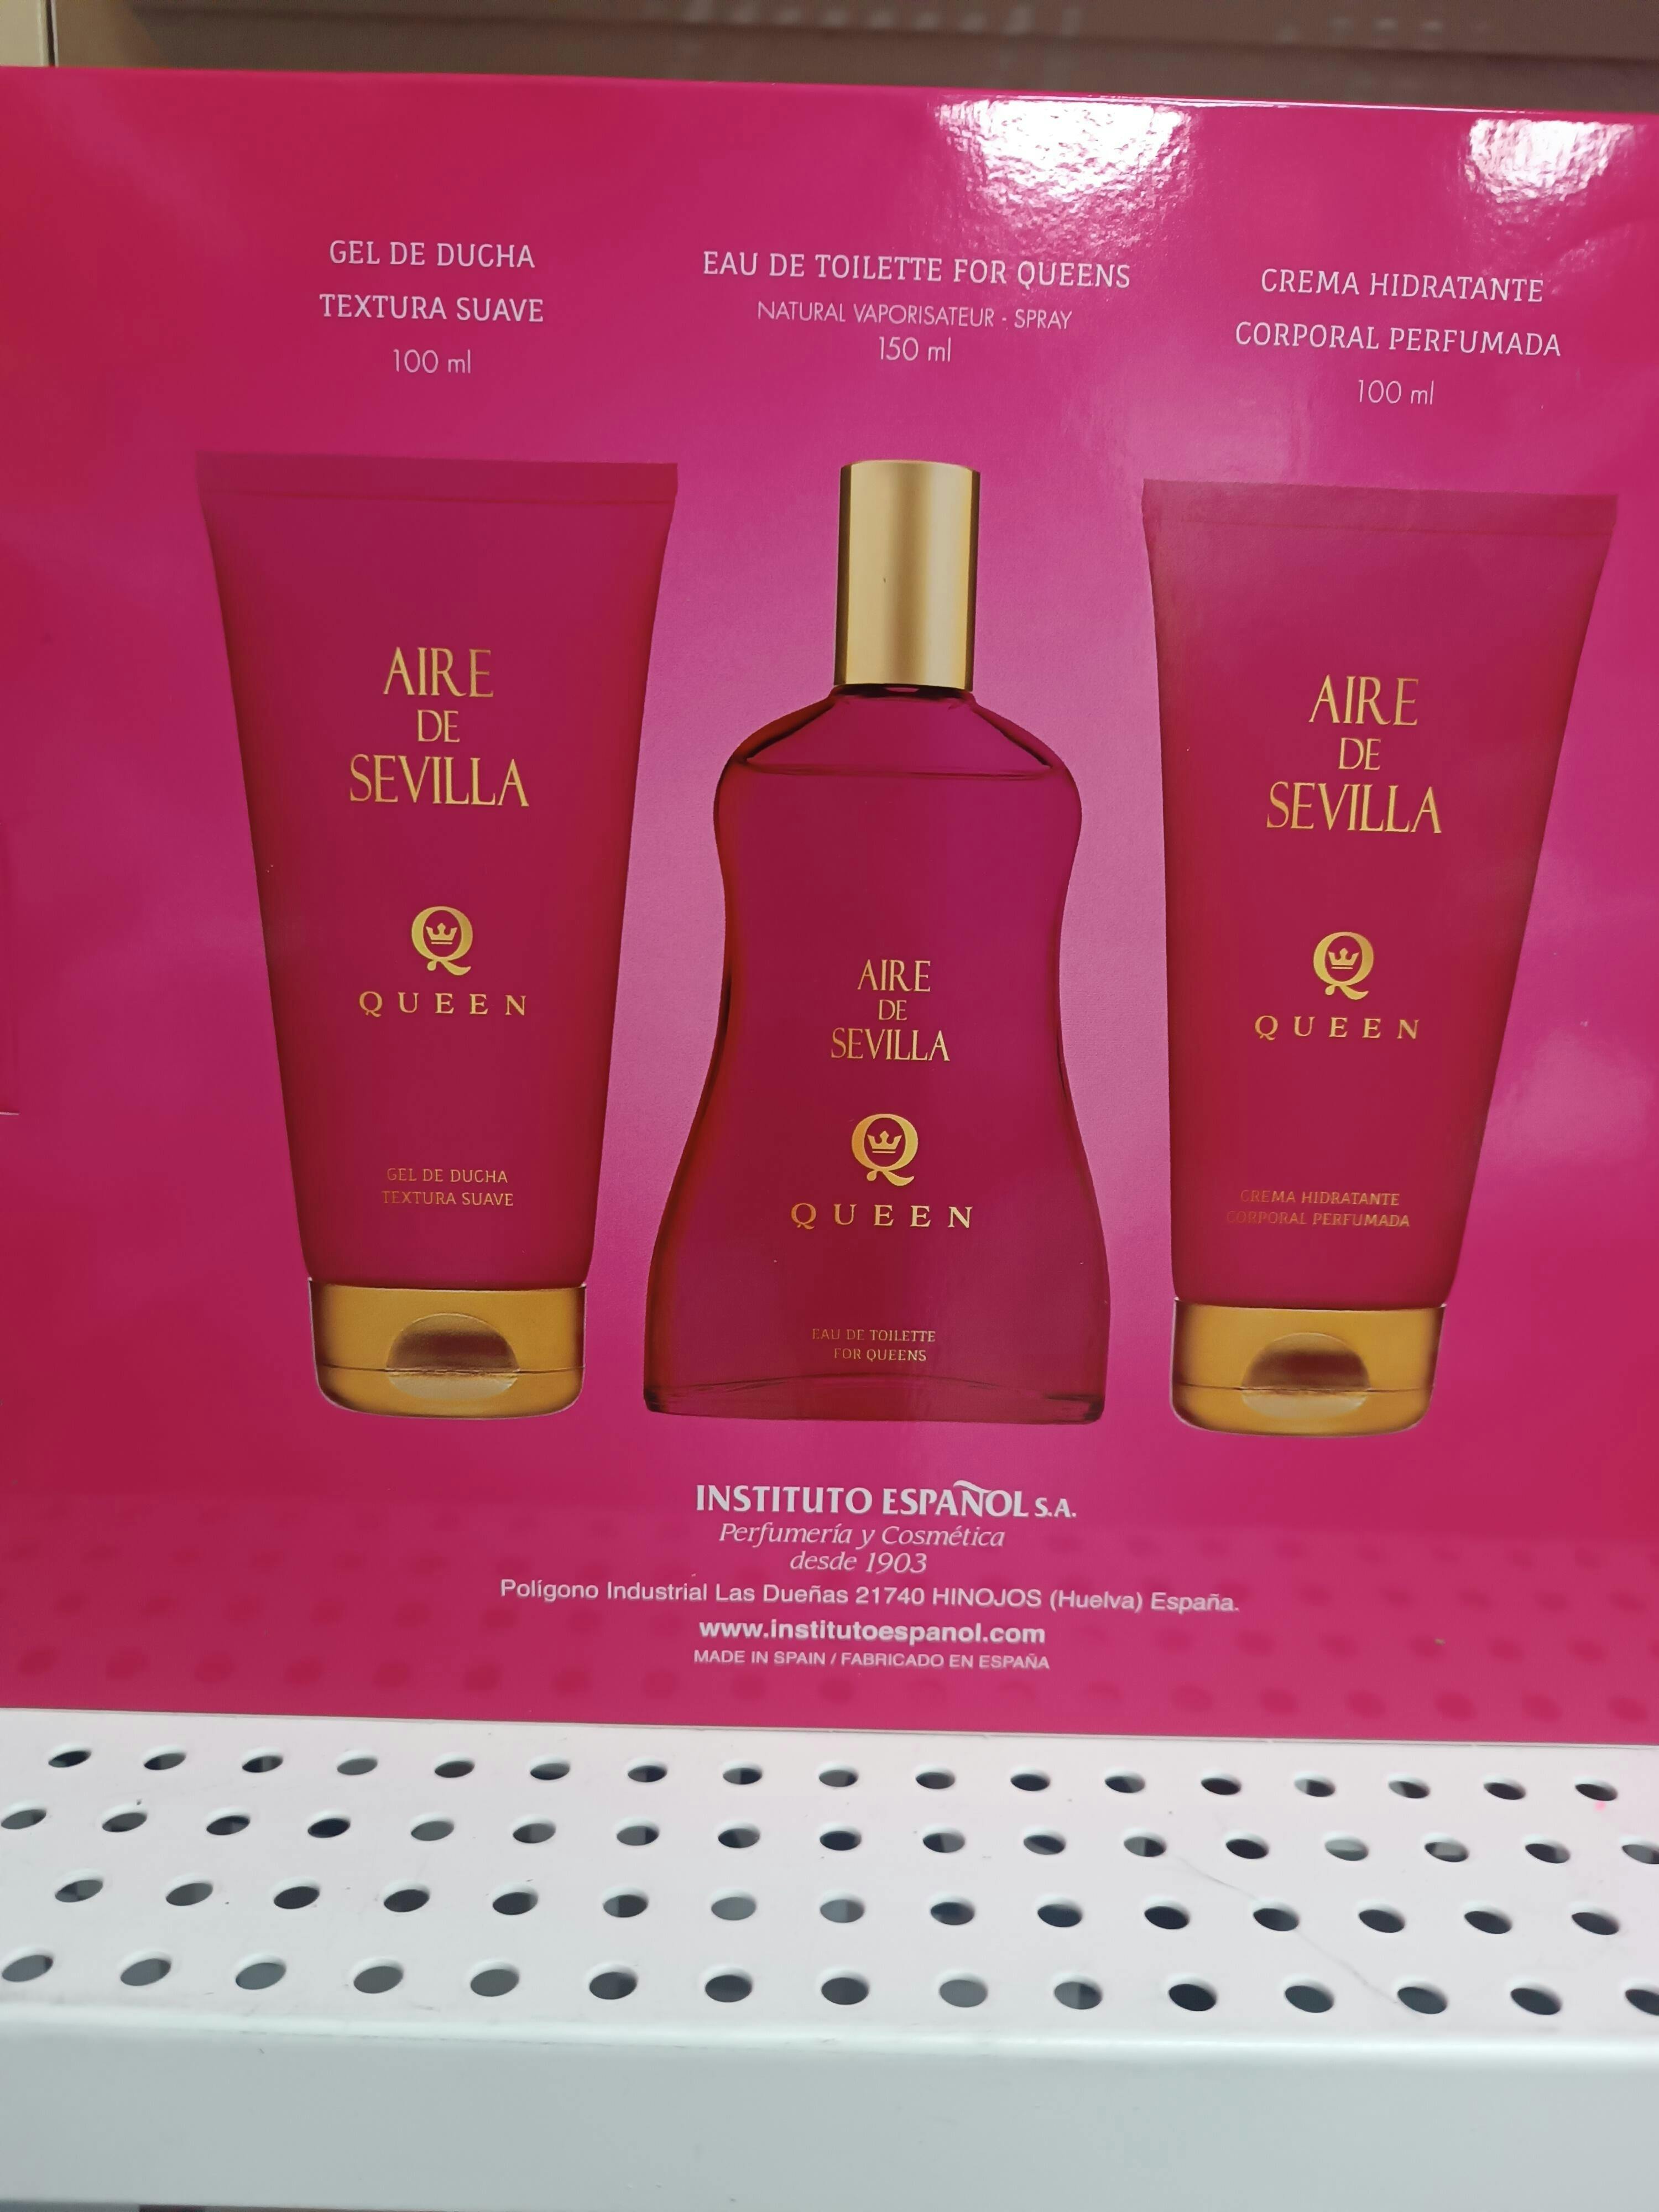 GEL DE DUCHA
TEXTURA SUAVE
100 ml
EAU DE TOILETTE FOR QUEENS
NATURAL VAPORISATEUR - SPRAY
150 ml
CREMA HIDRATANTE
CORPORAL PERFUMADA
100 ml
AIRE
DE
SEVILLA
Q
QUEEN
GEL DE DUCHA
TEXTURA SUAVE
AIRE
DE
SEVILLA
Q
QUEEN
EAU DE TOILETTE
FOR QUEENS
AIRE
DE
SEVILLA
Q
QUEEN
CREMA HIDRATANTE
CORPORAL PERFUMADA
INSTITUTO ESPAÑOL S.A.
Perfumería y Cosmética
desde 1903
Polígono Industrial Las Dueñas 21740 HINOJOS (Huelva) España.
www.institutoespanol.com
MADE IN SPAIN / FABRICADO EN ESPAÑA